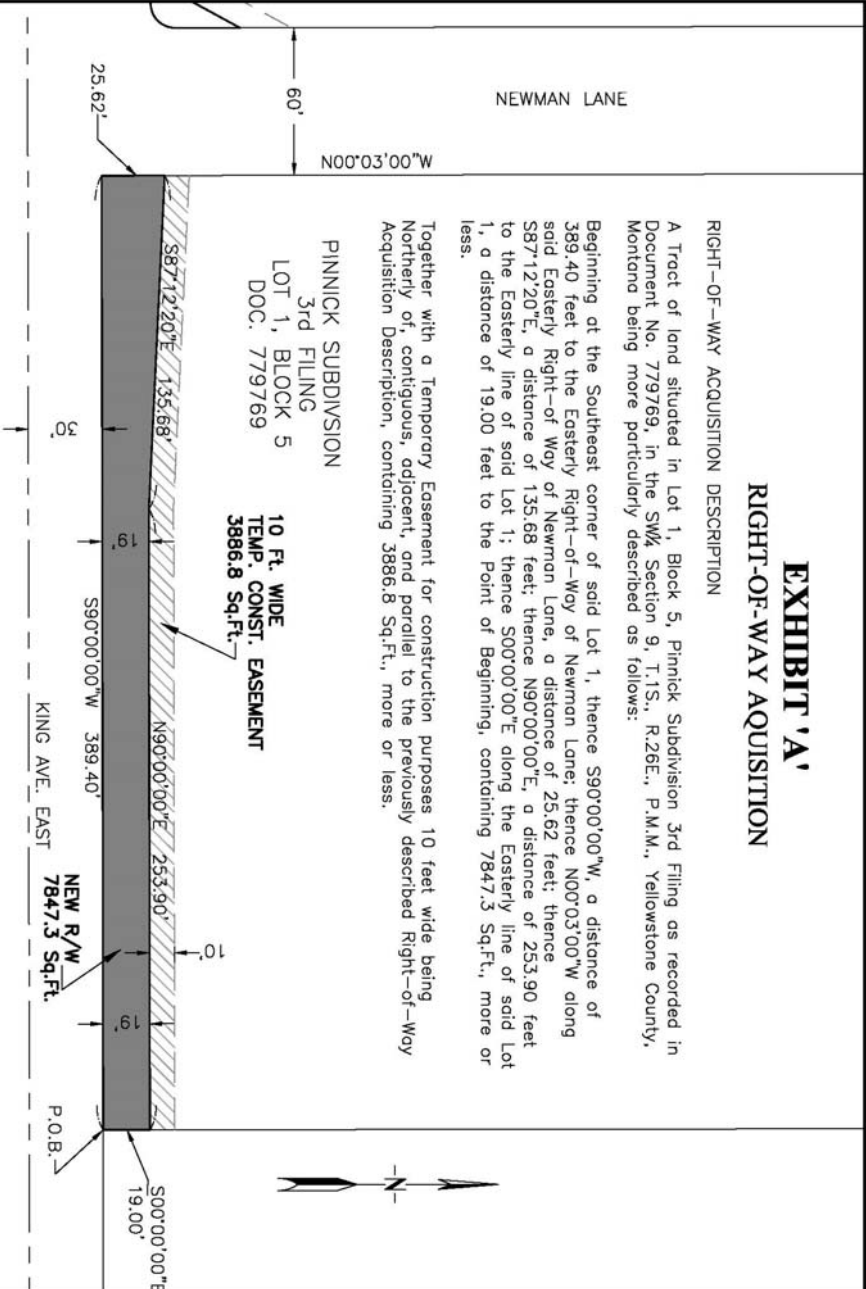 EXHIBIT 'A'
RIGHT-OF-WAY AQUISITION
RIGHT-OF-WAY ACQUISITION DESCRIPTION
A Tract of land situated in Lot 1, Block 5, Pinnick Subdivision 3rd Filing as recorded in
Document No. 779769, in the SW¼ Section 9, T.1S., R.26E., P.M.M., Yellowstone County,
Montana being more particularly described as follows:
Beginning at the Southeast corner of said Lot 1, thence S90°00'00"W, a distance of
389.40 feet to the Easterly Right-of-Way of Newman Lane; thence N00°03'00"W along
said Easterly Right-of Way of Newman Lane, a distance of 25.62 feet; thence
S87°12'20"E, a distance of 135.68 feet; thence N90°00'00"E, a distance of 253.90 feet
to the Easterly line of said Lot 1; thence S00°00'00"E along the Easterly line of said Lot
1, a distance of 19.00 feet to the Point of Beginning, containing 7847.3 Sq.Ft., more or
less.
Together with a Temporary Easement for construction purposes 10 feet wide being
Northerly of, contiguous, adjacent, and parallel to the previously described Right-of-Way
Acquisition Description, containing 3886.8 Sq.Ft., more or less.
NEWMAN LANE
60'
N00°03'00"W
25.62'
PINNICK SUBDIVSION
3rd FILING
LOT 1, BLOCK 5
DOC. 779769
10 Ft. WIDE
TEMP. CONST. EASEMENT
3886.8 Sq.Ft.
S87°12'20"E 135.68'
N90°00'00"E 253.90'
10'
19'
19'
30'
S90°00'00"W 389.40'
NEW R/W
7847.3 Sq.Ft.
KING AVE. EAST
P.O.B.
S00°00'00"E
19.00'
-N-